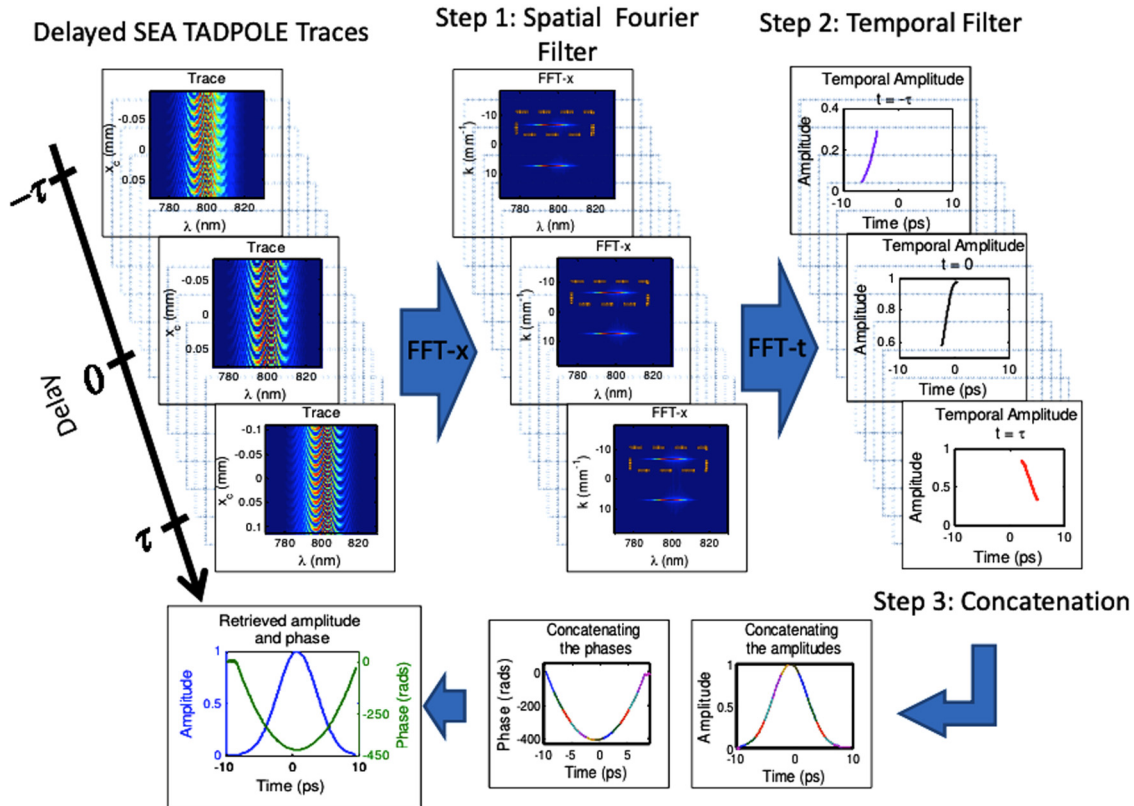 Delayed SEA TADPOLE Traces
Step 1: Spatial Fourier
Filter
Step 2: Temporal Filter
Delay
−τ
0
τ
Trace
x_c (mm)
-0.05
0
0.05
780 800 820
λ (nm)
Trace
x_c (mm)
-0.05
0
0.05
780 800 820
λ (nm)
Trace
x_c (mm)
-0.1
-0.05
0
0.05
0.1
780 800 820
λ (nm)
FFT-x
FFT-x
k (mm⁻¹)
-10
0
10
780 800 820
λ (nm)
FFT-x
k (mm⁻¹)
-10
0
10
780 800 820
λ (nm)
FFT-x
k (mm⁻¹)
-10
0
10
780 800 820
λ (nm)
FFT-t
Temporal Amplitude
t = -τ
Amplitude
0.4
0.2
0
-10 0 10
Time (ps)
Temporal Amplitude
t = 0
Amplitude
1
0.8
0.6
-10 0 10
Time (ps)
Temporal Amplitude
t = τ
Amplitude
1
0.5
0
-10 0 10
Time (ps)
Step 3: Concatenation
Retrieved amplitude
and phase
Amplitude
1
0.5
0
Phase (rads)
0
-250
-450
-10 0 10
Time (ps)
Concatenating
the phases
Phase (rads)
0
-200
-400
-10 -5 0 5
Time (ps)
Concatenating
the amplitudes
Amplitude
1
0.5
0
-10 0 10
Time (ps)